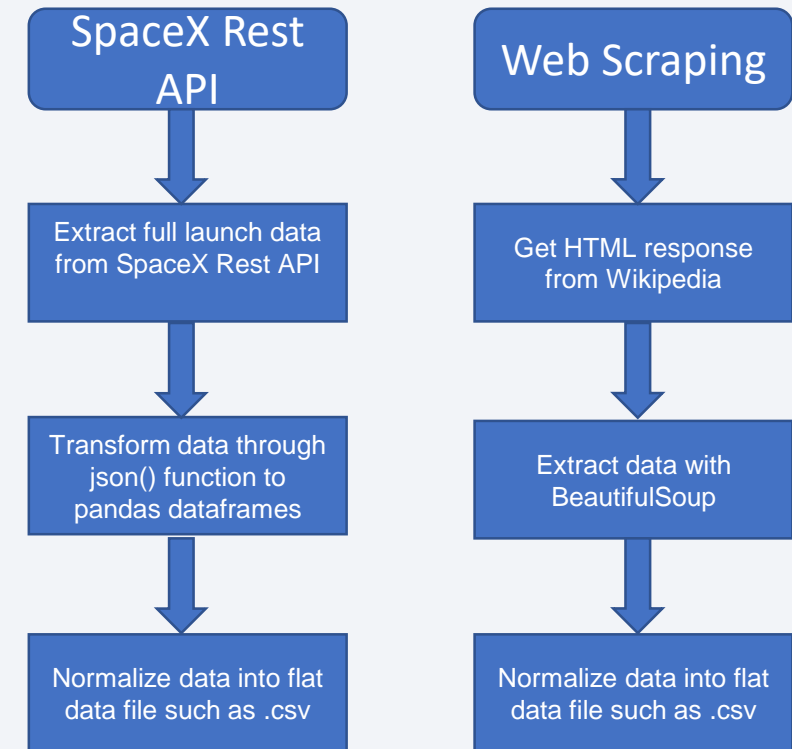 SpaceX Rest
API
Extract full launch data
from SpaceX Rest API
Transform data through
json() function to
pandas dataframes
Normalize data into flat
data file such as .csv
Web Scraping
Get HTML response
from Wikipedia
Extract data with
BeautifulSoup
Normalize data into flat
data file such as .csv